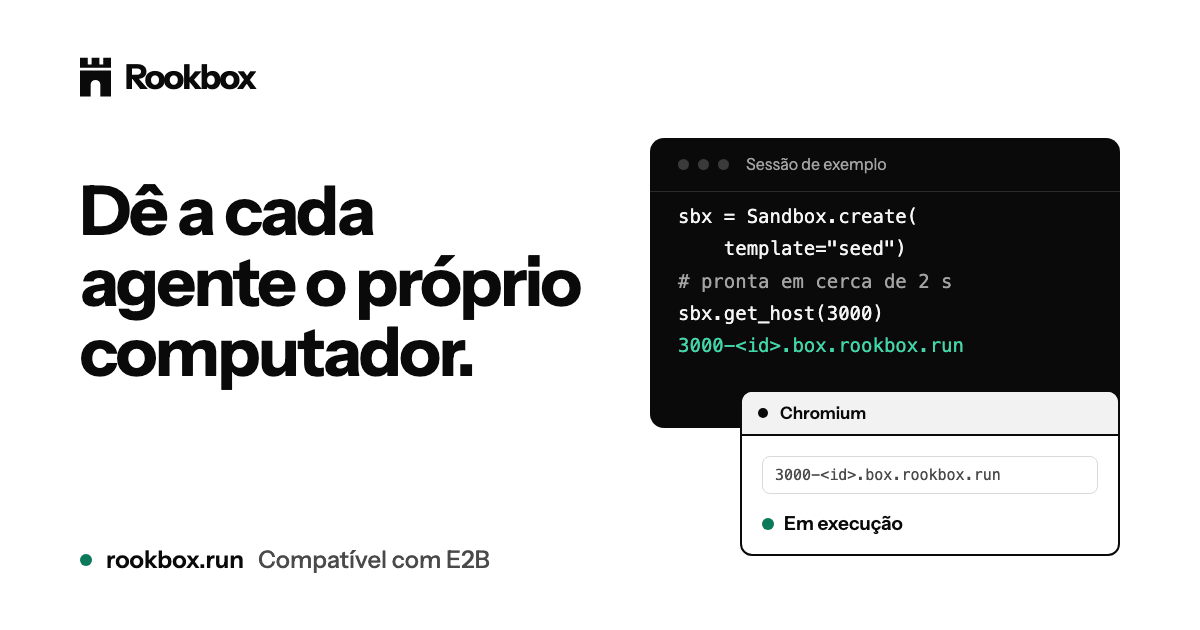 Rookbox
Dê a cada
agente o próprio
computador.
rookbox.run Compatível com E2B
Sessão de exemplo
sbx = Sandbox.create(
    template="seed")
# pronta em cerca de 2 s
sbx.get_host(3000)
3000-<id>.box.rookbox.run
Chromium
3000-<id>.box.rookbox.run
Em execução